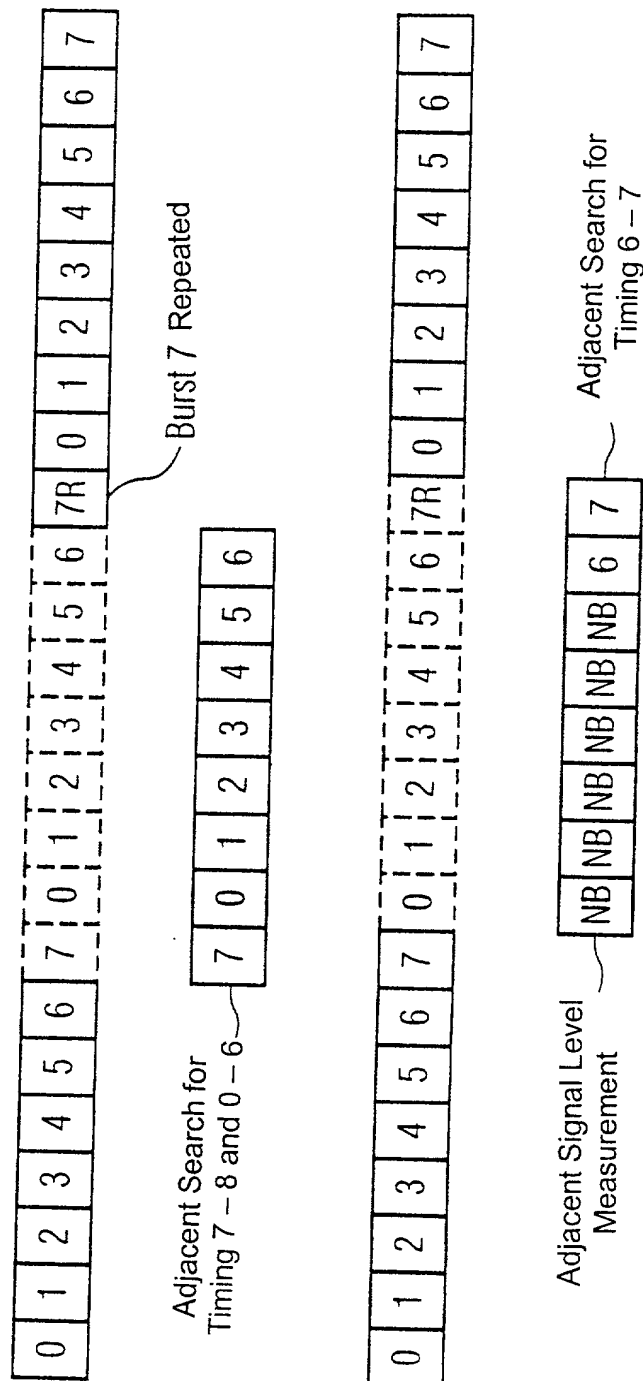 0 1 2 3 4 5 6 7 0 1 2 3 4 5 6 7R 0 1 2 3 4 5 6 7
Burst 7 Repeated
7 0 1 2 3 4 5 6
Adjacent Search for
Timing 7 – 8 and 0 – 6
0 1 2 3 4 5 6 7 0 1 2 3 4 5 6 7R 0 1 2 3 4 5 6 7
NB NB NB NB NB NB 6 7
Adjacent Signal Level
Measurement
Adjacent Search for
Timing 6 – 7